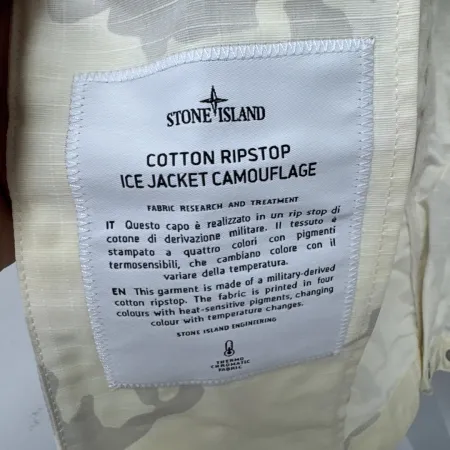 STONE ISLAND
COTTON RIPSTOP
ICE JACKET CAMOUFLAGE
FABRIC RESEARCH AND TREATMENT
IT Questo capo è realizzato in un rip stop di
cotone di derivazione militare. Il tessuto è
stampato a quattro colori con pigmenti
termosensibili, che cambiano colore con il
variare della temperatura.
EN This garment is made of a military-derived
cotton ripstop. The fabric is printed in four
colours with heat-sensitive pigments, changing
colour with temperature changes.
STONE ISLAND ENGINEERING
THERMO
CHROMATIC
FABRIC